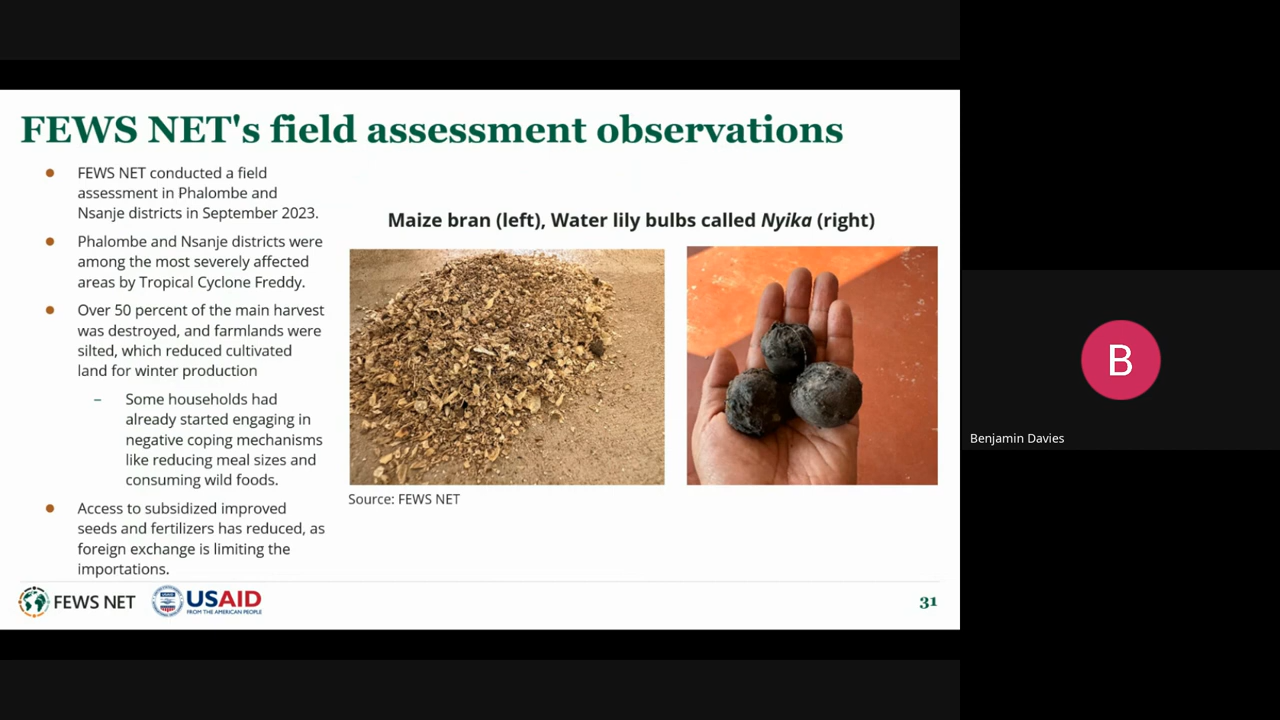 FEWS NET's field assessment observations
FEWS NET conducted a field
assessment in Phalombe and
Nsanje districts in September 2023.
Phalombe and Nsanje districts were
among the most severely affected
areas by Tropical Cyclone Freddy.
Over 50 percent of the main harvest
was destroyed, and farmlands were
silted, which reduced cultivated
land for winter production
– Some households had
already started engaging in
negative coping mechanisms
like reducing meal sizes and
consuming wild foods.
Access to subsidized improved
seeds and fertilizers has reduced, as
foreign exchange is limiting the
importations.
Maize bran (left), Water lily bulbs called Nyika (right)
Source: FEWS NET
FEWS NET
USAID
FROM THE AMERICAN PEOPLE
31
B
Benjamin Davies